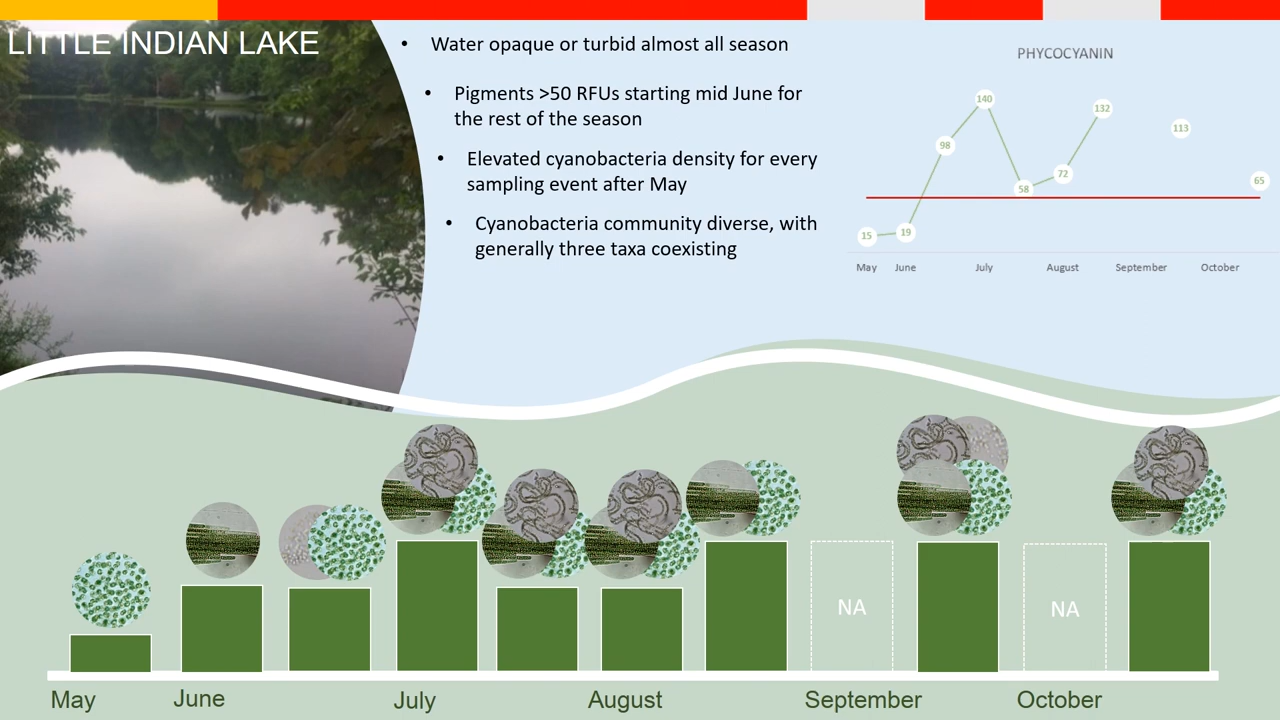 LITTLE INDIAN LAKE
• Water opaque or turbid almost all season
• Pigments >50 RFUs starting mid June for
the rest of the season
• Elevated cyanobacteria density for every
sampling event after May
• Cyanobacteria community diverse, with
generally three taxa coexisting
PHYCOCYANIN
140
132
113
98
72
65
58
19
15
May June July August September October
NA
NA
May June July August September October